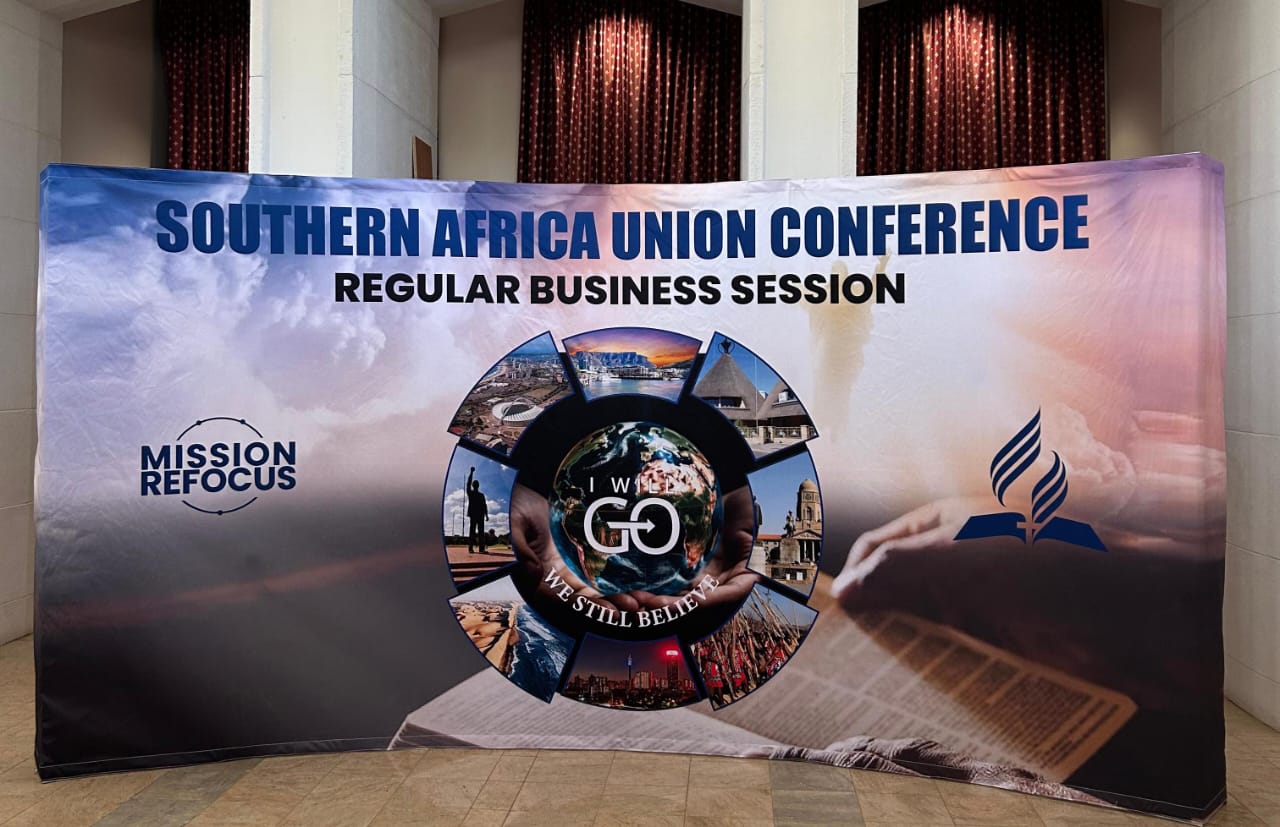 SOUTHERN AFRICA UNION CONFERENCE
REGULAR BUSINESS SESSION
MISSION
REFOCUS
I WILL
GO
WE STILL BELIEVE